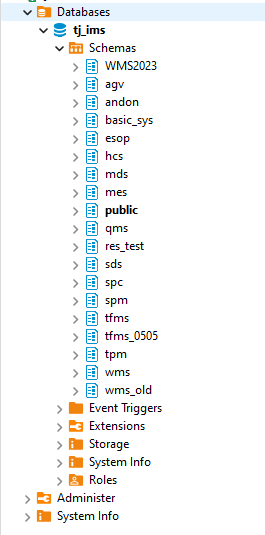 Databases
tj_ims
Schemas
WMS2023
agv
andon
basic_sys
esop
hcs
mds
mes
public
qms
res_test
sds
spc
spm
tfms
tfms_0505
tpm
wms
wms_old
Event Triggers
Extensions
Storage
System Info
Roles
Administer
System Info